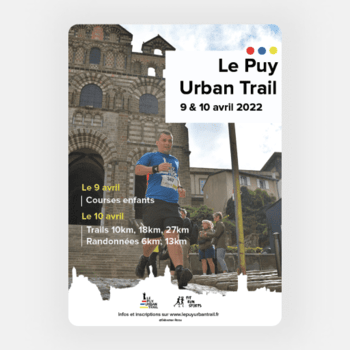 Le Puy
Urban Trail
9 & 10 avril 2022
Le 9 avril
Courses enfants
Le 10 avril
Trails 10km, 18km, 27km
Randonnées 6km, 13km
Infos et inscriptions sur www.lepuyurbantrail.fr